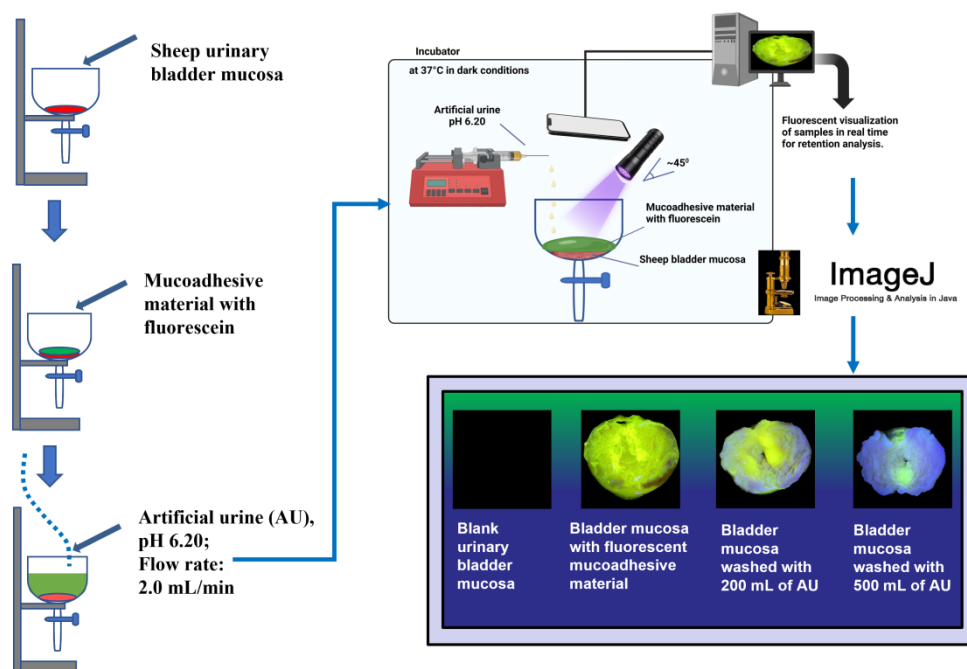 Sheep urinary
bladder mucosa
Mucoadhesive
material with
fluorescein
Artificial urine (AU),
pH 6.20;
Flow rate:
2.0 mL/min
Incubator
at 37°C in dark conditions
Artificial urine
pH 6.20
~45⁰
Mucoadhesive material
with fluorescein
Sheep bladder mucosa
Fluorescent visualization
of samples in real time
for retention analysis.
ImageJ
Image Processing & Analysis in Java
Blank
urinary
bladder
mucosa
Bladder mucosa
with fluorescent
mucoadhesive
material
Bladder
mucosa
washed with
200 mL of AU
Bladder
mucosa
washed with
500 mL of AU